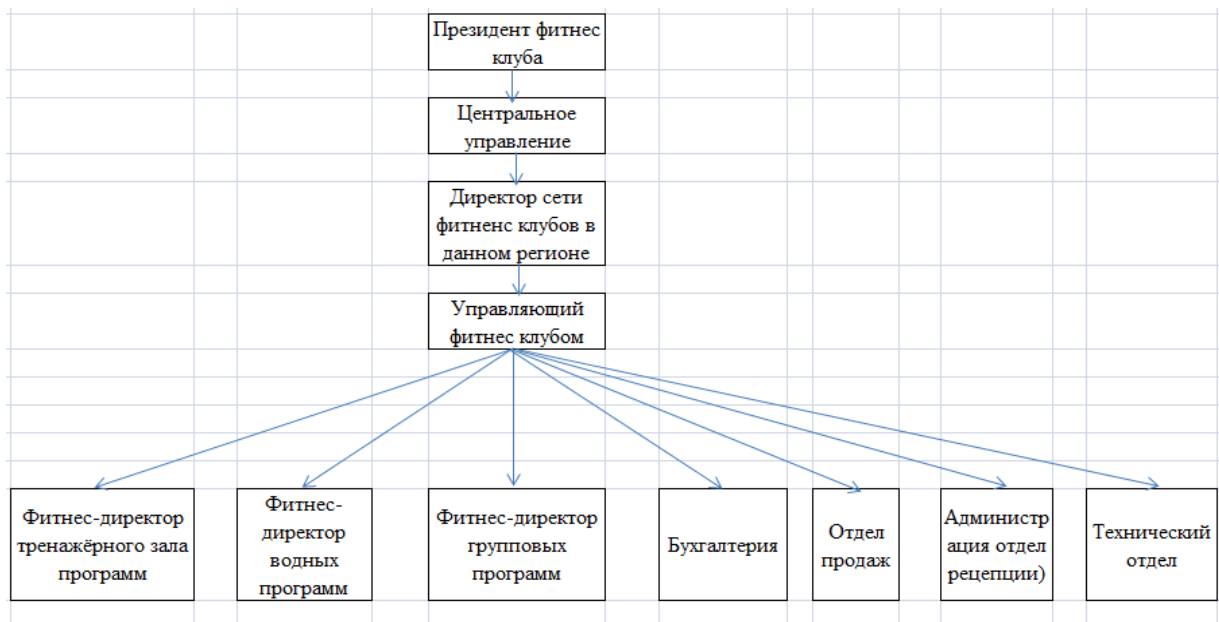 Президент фитнес
клуба
Центральное
управление
Директор сети
фитненс клубов в
данном регионе
Управляющий
фитнес клубом
Фитнес-директор
тренажёрного зала
программ
Фитнес-
директор
водных
программ
Фитнес-директор
групповых
программ
Бухгалтерия
Отдел
продаж
Администр
ация отдел
рецепции)
Технический
отдел